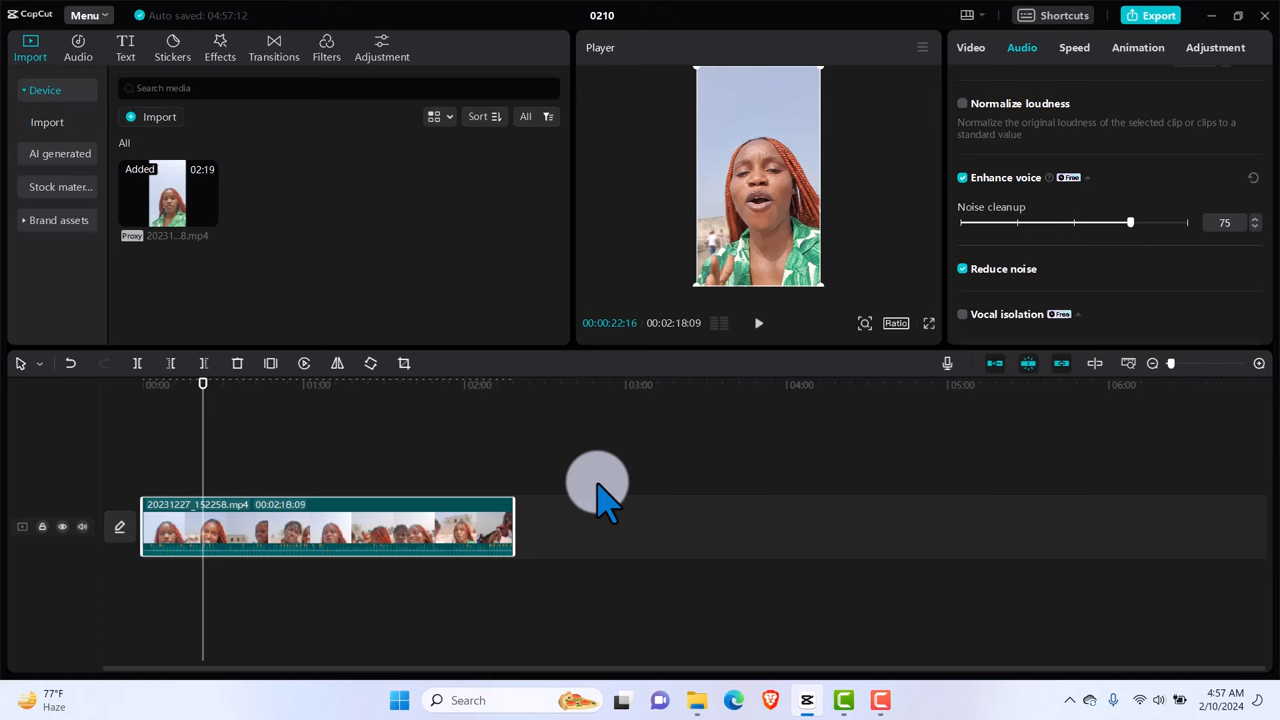 CapCut Menu Auto saved: 04:57:12 0210 Shortcuts Export
Import Audio Text Stickers Effects Transitions Filters Adjustment
Device
Import
AI generated
Stock mater...
Brand assets
Search media
Import Sort All
All
Added 02:19
Proxy 20231...8.mp4
Player
00:00:22:16 00:02:18:09 Ratio
Video Audio Speed Animation Adjustment
Normalize loudness
Normalize the original loudness of the selected clip or clips to a
standard value
Enhance voice Free
Noise cleanup
75
Reduce noise
Vocal isolation Free
00:00 01:00 02:00 03:00 04:00 05:00 06:00
20231227_152258.mp4 00:02:18:09
77°F
Haze
Search
4:57 AM
2/10/2024